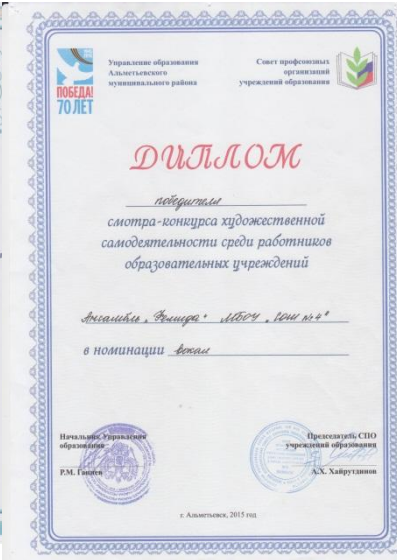 ПОБЕДА!
70 ЛЕТ
Управление образования
Альметьевского
муниципального района
Совет профсоюзных
организаций
учреждений образования
ДИПЛОМ
победителя
смотра-конкурса художественной
самодеятельности среди работников
образовательных учреждений
Ансамбль МБОУ „СОШ №4"
в номинации вокал
Начальник Управления
образования
Р.М. Ганиев
Председатель СПО
учреждений образования
А.Х. Хайрутдинов
г. Альметьевск, 2015 год